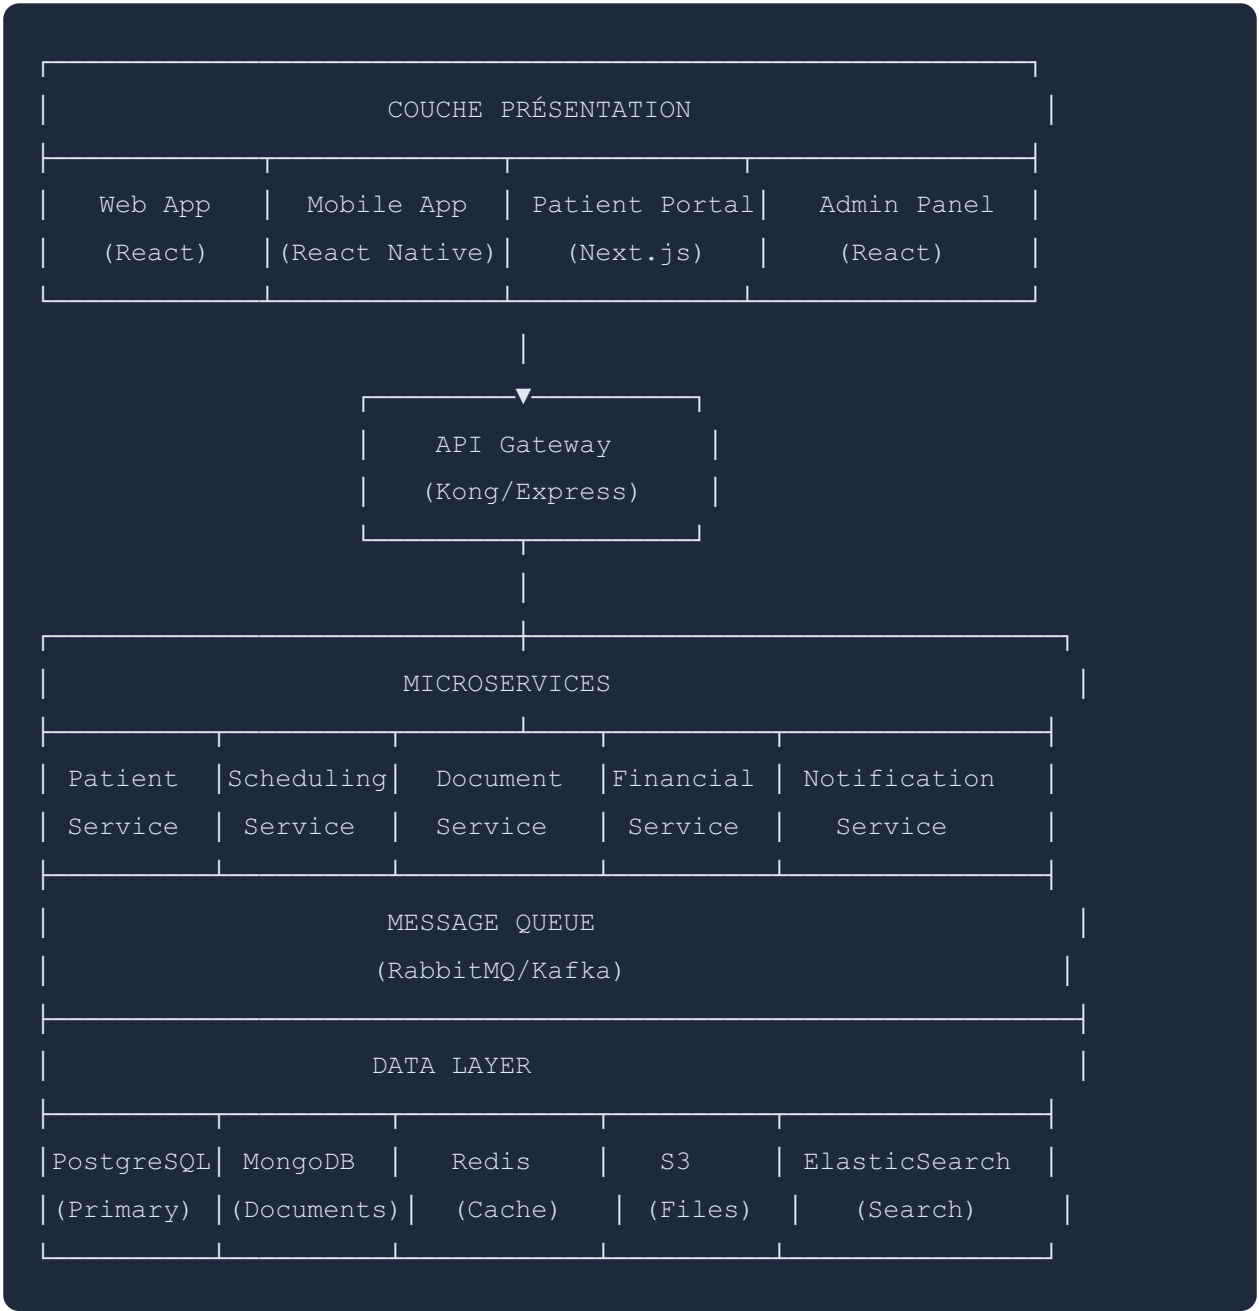 COUCHE PRÉSENTATION
Web App │ Mobile App │ Patient Portal│ Admin Panel
(React) │(React Native)│ (Next.js) │ (React)
API Gateway
(Kong/Express)
MICROSERVICES
Patient │Scheduling│ Document │Financial │ Notification
Service │ Service │ Service │ Service │ Service
MESSAGE QUEUE
(RabbitMQ/Kafka)
DATA LAYER
PostgreSQL│ MongoDB │ Redis │ S3 │ ElasticSearch
(Primary) │(Documents)│ (Cache) │ (Files) │ (Search)